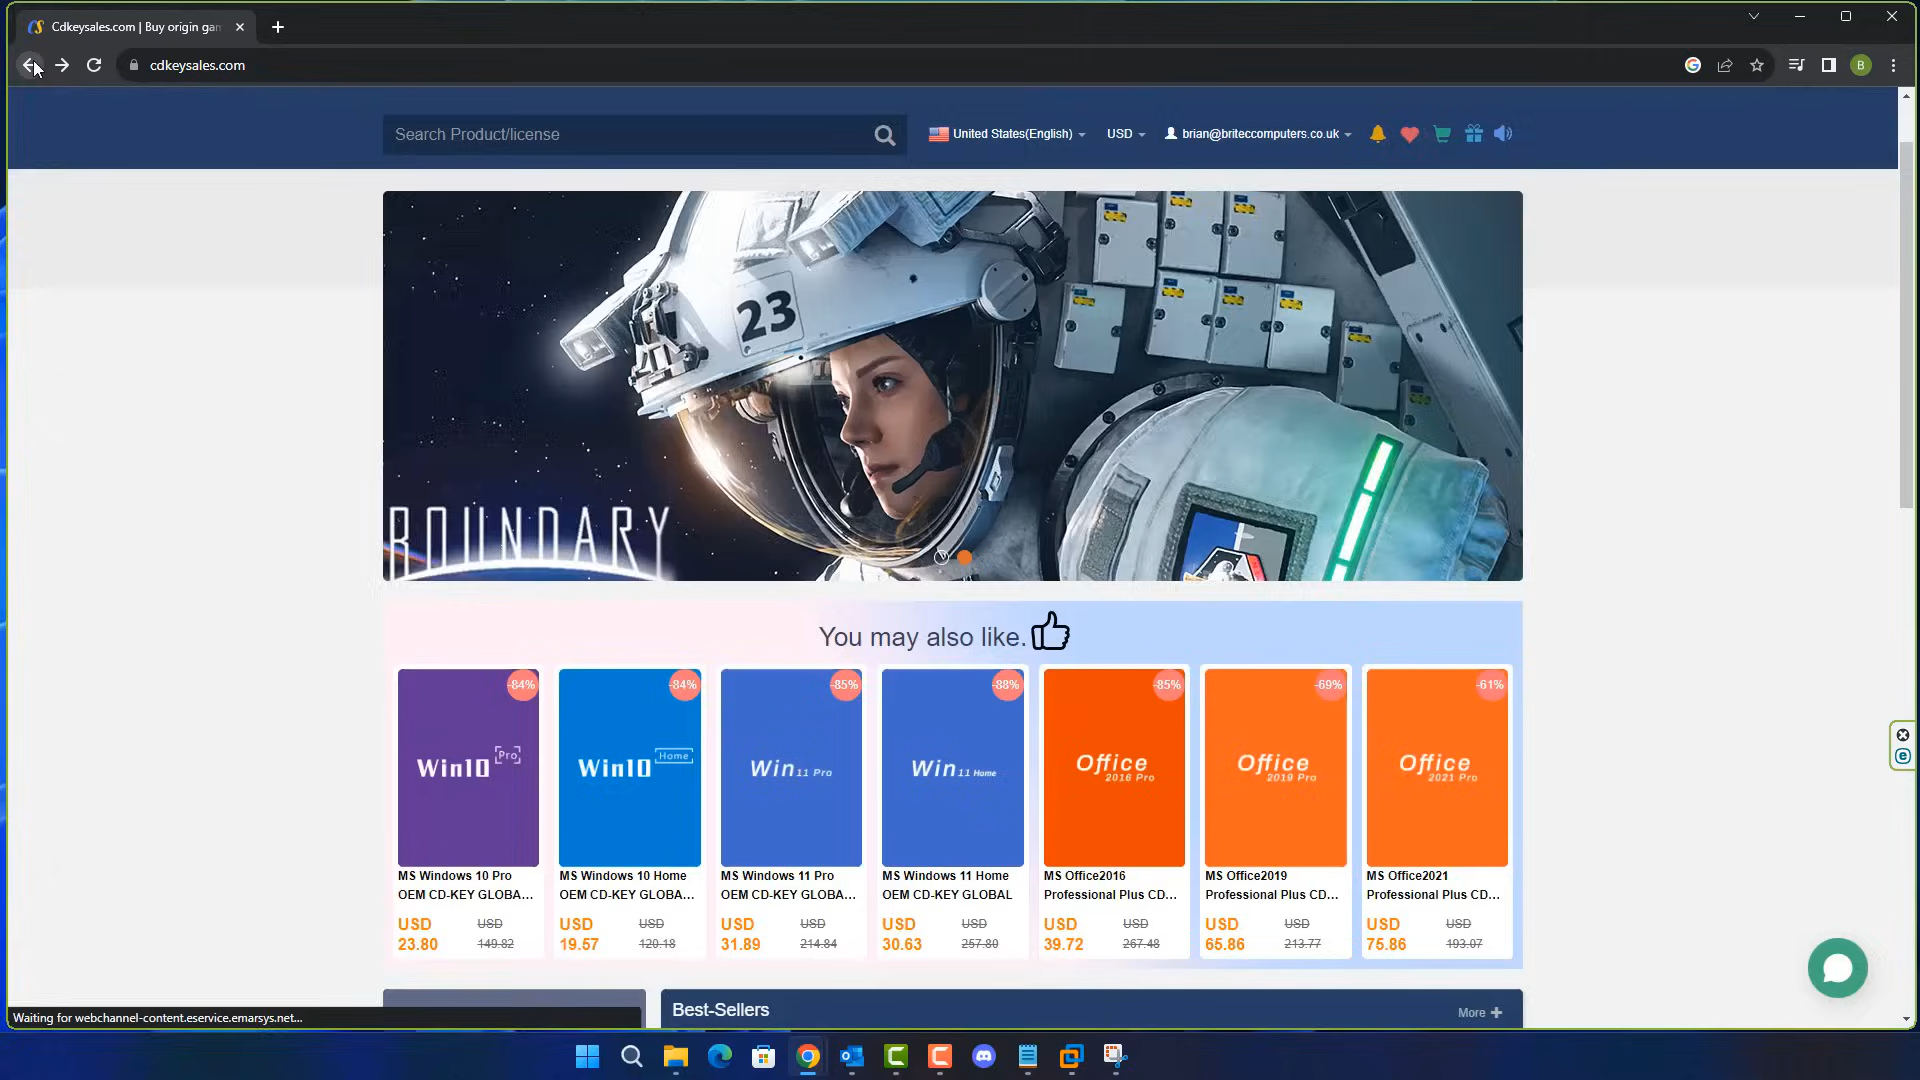 Cdkeysales.com | Buy origin gan
cdkeysales.com
B
Search Product/license
United States(English)
USD
brian@briteccomputers.co.uk
23
BOUNDARY
You may also like.
-84%
-84%
-85%
-88%
-85%
-69%
-61%
Win10 Pro
Win10 Home
Win 11 Pro
Win 11 Home
Office 2016 Pro
Office 2019 Pro
Office 2021 Pro
MS Windows 10 Pro
OEM CD-KEY GLOBA...
MS Windows 10 Home
OEM CD-KEY GLOBA...
MS Windows 11 Pro
OEM CD-KEY GLOBA...
MS Windows 11 Home
OEM CD-KEY GLOBAL
MS Office2016
Professional Plus CD...
MS Office2019
Professional Plus CD...
MS Office2021
Professional Plus CD...
USD 23.80
USD 149.82
USD 19.57
USD 120.18
USD 31.89
USD 214.84
USD 30.63
USD 257.80
USD 39.72
USD 267.48
USD 65.86
USD 213.77
USD 75.86
USD 193.07
Best-Sellers
More +
Waiting for webchannel-content.eservice.emarsys.net...